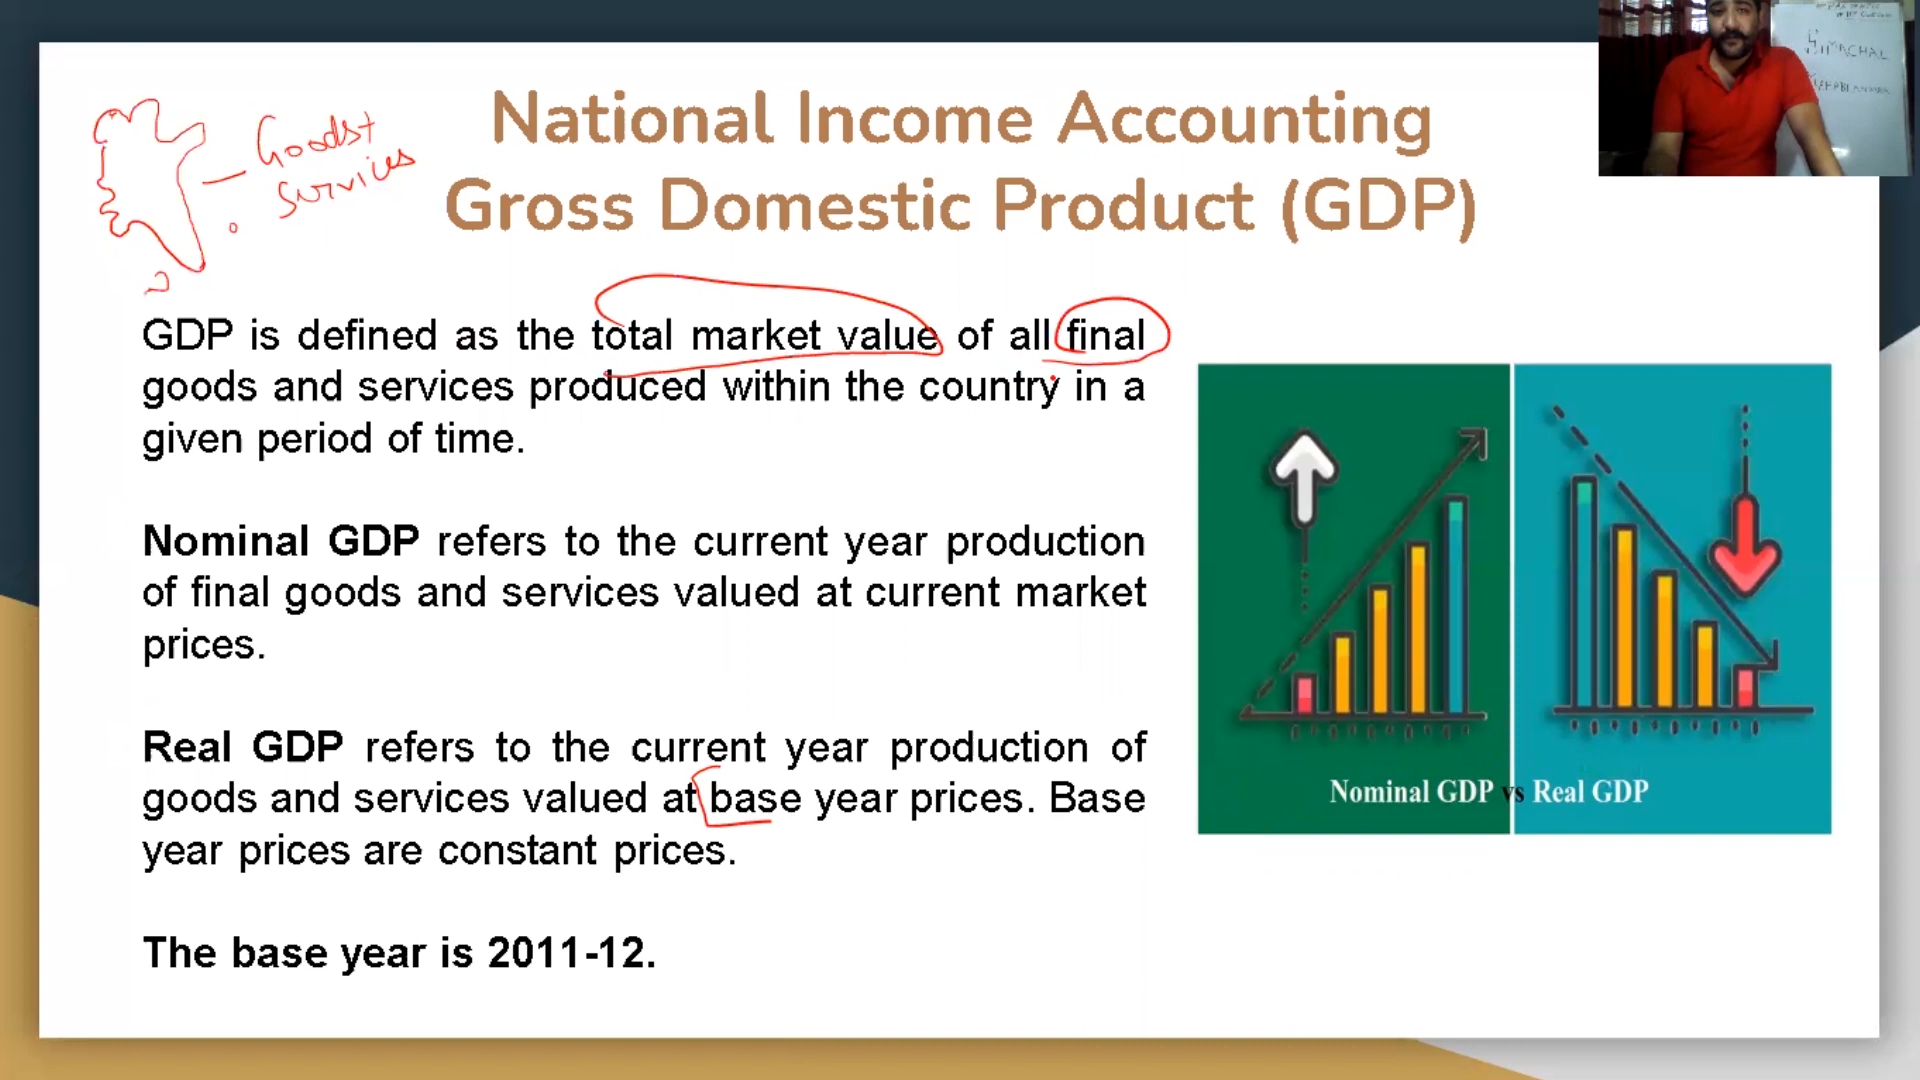 National Income Accounting
Gross Domestic Product (GDP)
Goods +
Services
GDP is defined as the total market value of all final
goods and services produced within the country in a
given period of time.
Nominal GDP refers to the current year production
of final goods and services valued at current market
prices.
Real GDP refers to the current year production of
goods and services valued at base year prices. Base
year prices are constant prices.
The base year is 2011-12.
Nominal GDP vs Real GDP
HIMACHAL